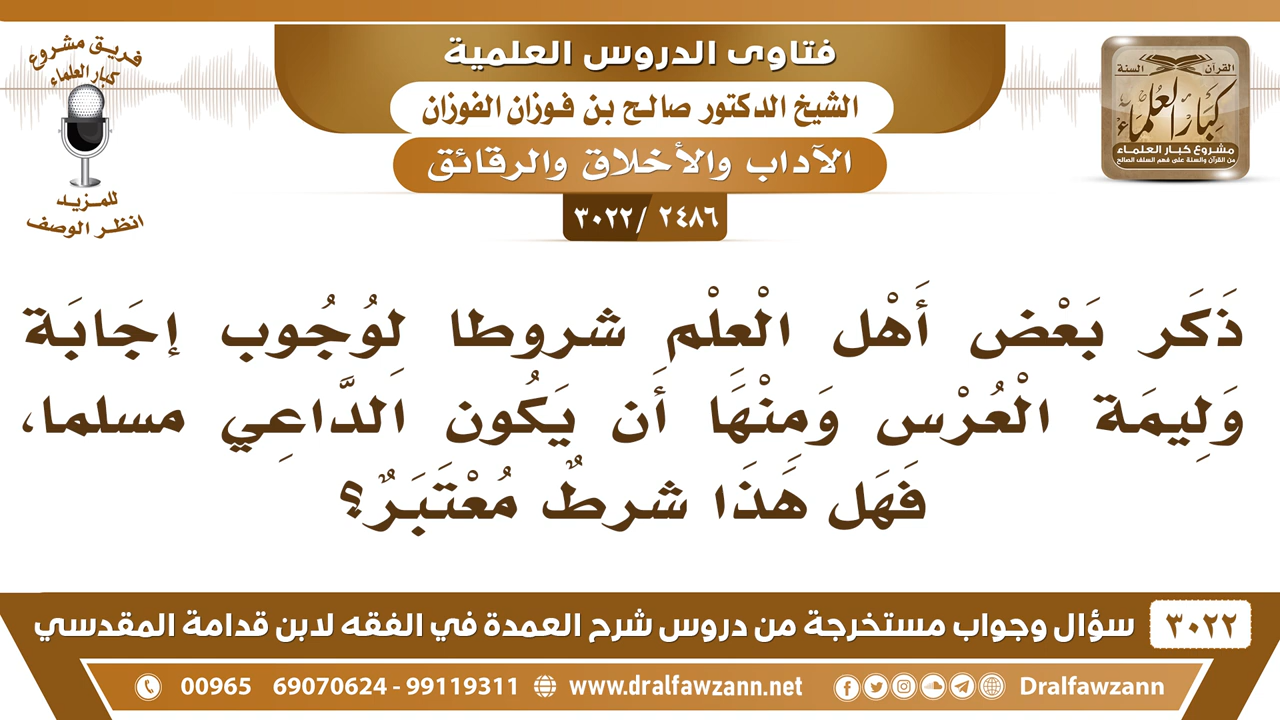 فتاوى الدروس العلمية
الشيخ الدكتور صالح بن فوزان الفوزان
الآداب والأخلاق والرقائق
٢٤٨٦ /٣٠٢٢
فريق مشروع
كبار العلماء
للمزيد
انظر الوصف
القرآن السنة
كبار العلماء
مشروع كبار العلماء
من القرآن والسنة على فهم السلف الصالح
ذَكَر بَعْض أَهْل الْعِلْمِ شروطا لوُجُوب إجَابَة
وَلِيمَة الْعُرْس وَمِنْهَا أَن يَكُون الَدَّاعِي مسلما،
فَهَل هَذَا شرطٌ مُعْتَبَرٌ؟
٣٠٢٢ سؤال وجواب مستخرجة من دروس شرح العمدة في الفقه لابن قدامة المقدسي
00965 69070624 - 99119311 www.dralfawzann.net Dralfawzann